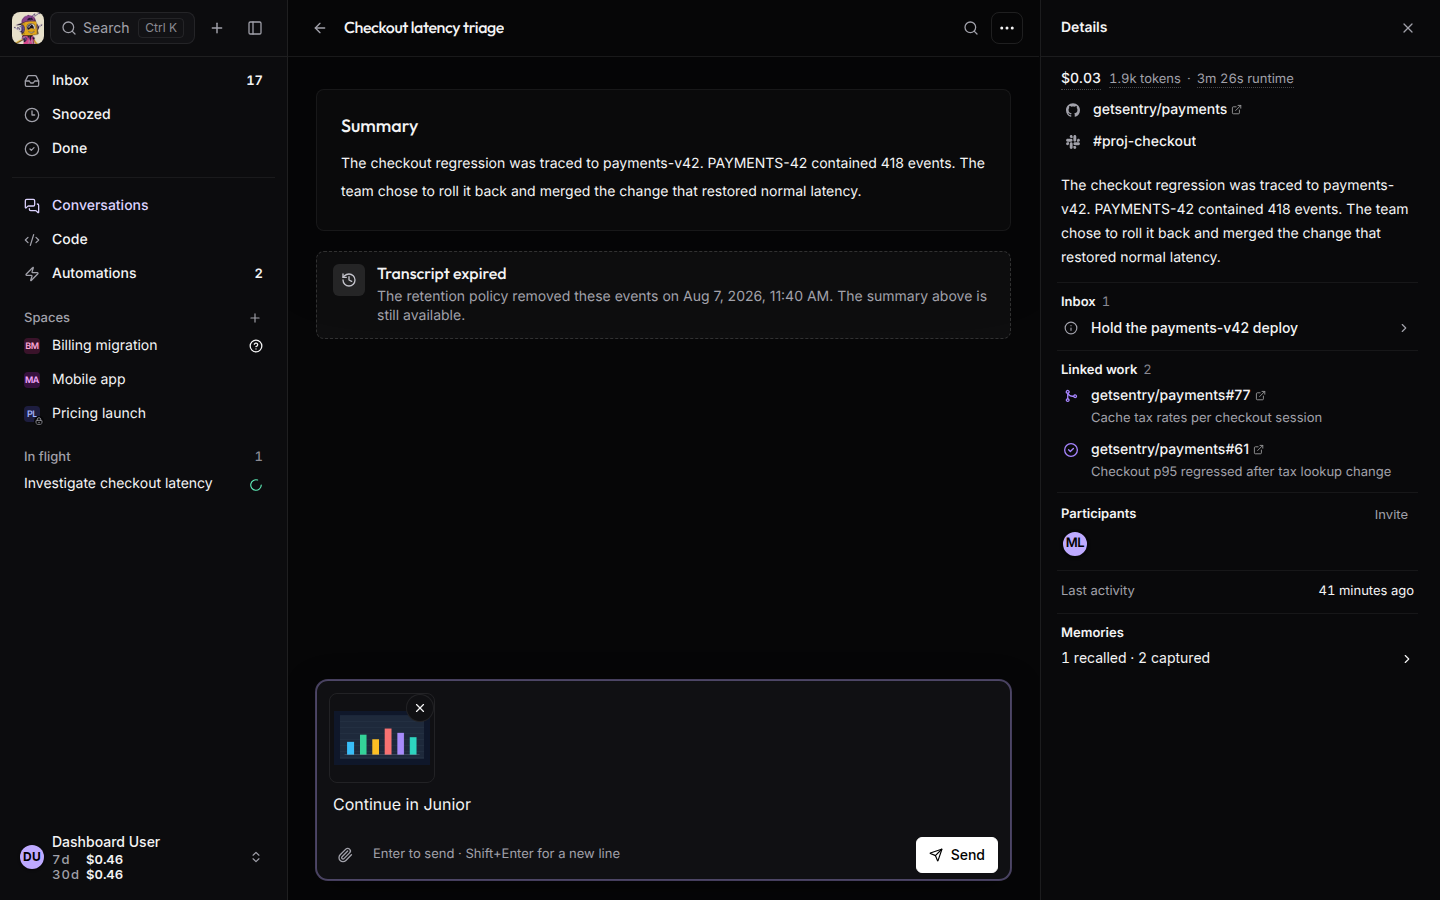 Search Ctrl K
Inbox 17
Snoozed
Done
Conversations
Code
Automations 2
Spaces
BM Billing migration
MA Mobile app
PL Pricing launch
In flight 1
Investigate checkout latency
DU Dashboard User
7d $0.46
30d $0.46
Checkout latency triage
Summary
The checkout regression was traced to payments-v42. PAYMENTS-42 contained 418 events. The
team chose to roll it back and merged the change that restored normal latency.
Transcript expired
The retention policy removed these events on Aug 7, 2026, 11:40 AM. The summary above is
still available.
Continue in Junior
Enter to send · Shift+Enter for a new line
Send
Details
$0.03 1.9k tokens · 3m 26s runtime
getsentry/payments
#proj-checkout
The checkout regression was traced to payments-
v42. PAYMENTS-42 contained 418 events. The team
chose to roll it back and merged the change that
restored normal latency.
Inbox 1
Hold the payments-v42 deploy
Linked work 2
getsentry/payments#77
Cache tax rates per checkout session
getsentry/payments#61
Checkout p95 regressed after tax lookup change
Participants Invite
ML
Last activity 41 minutes ago
Memories
1 recalled · 2 captured